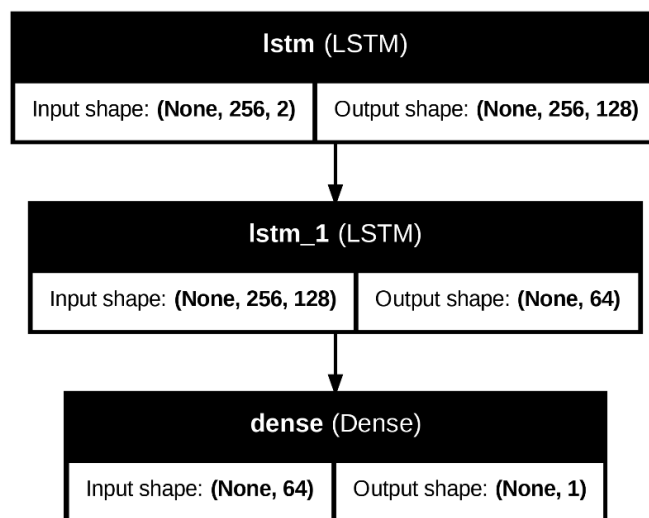 lstm (LSTM)
Input shape: (None, 256, 2) Output shape: (None, 256, 128)
lstm_1 (LSTM)
Input shape: (None, 256, 128) Output shape: (None, 64)
dense (Dense)
Input shape: (None, 64) Output shape: (None, 1)